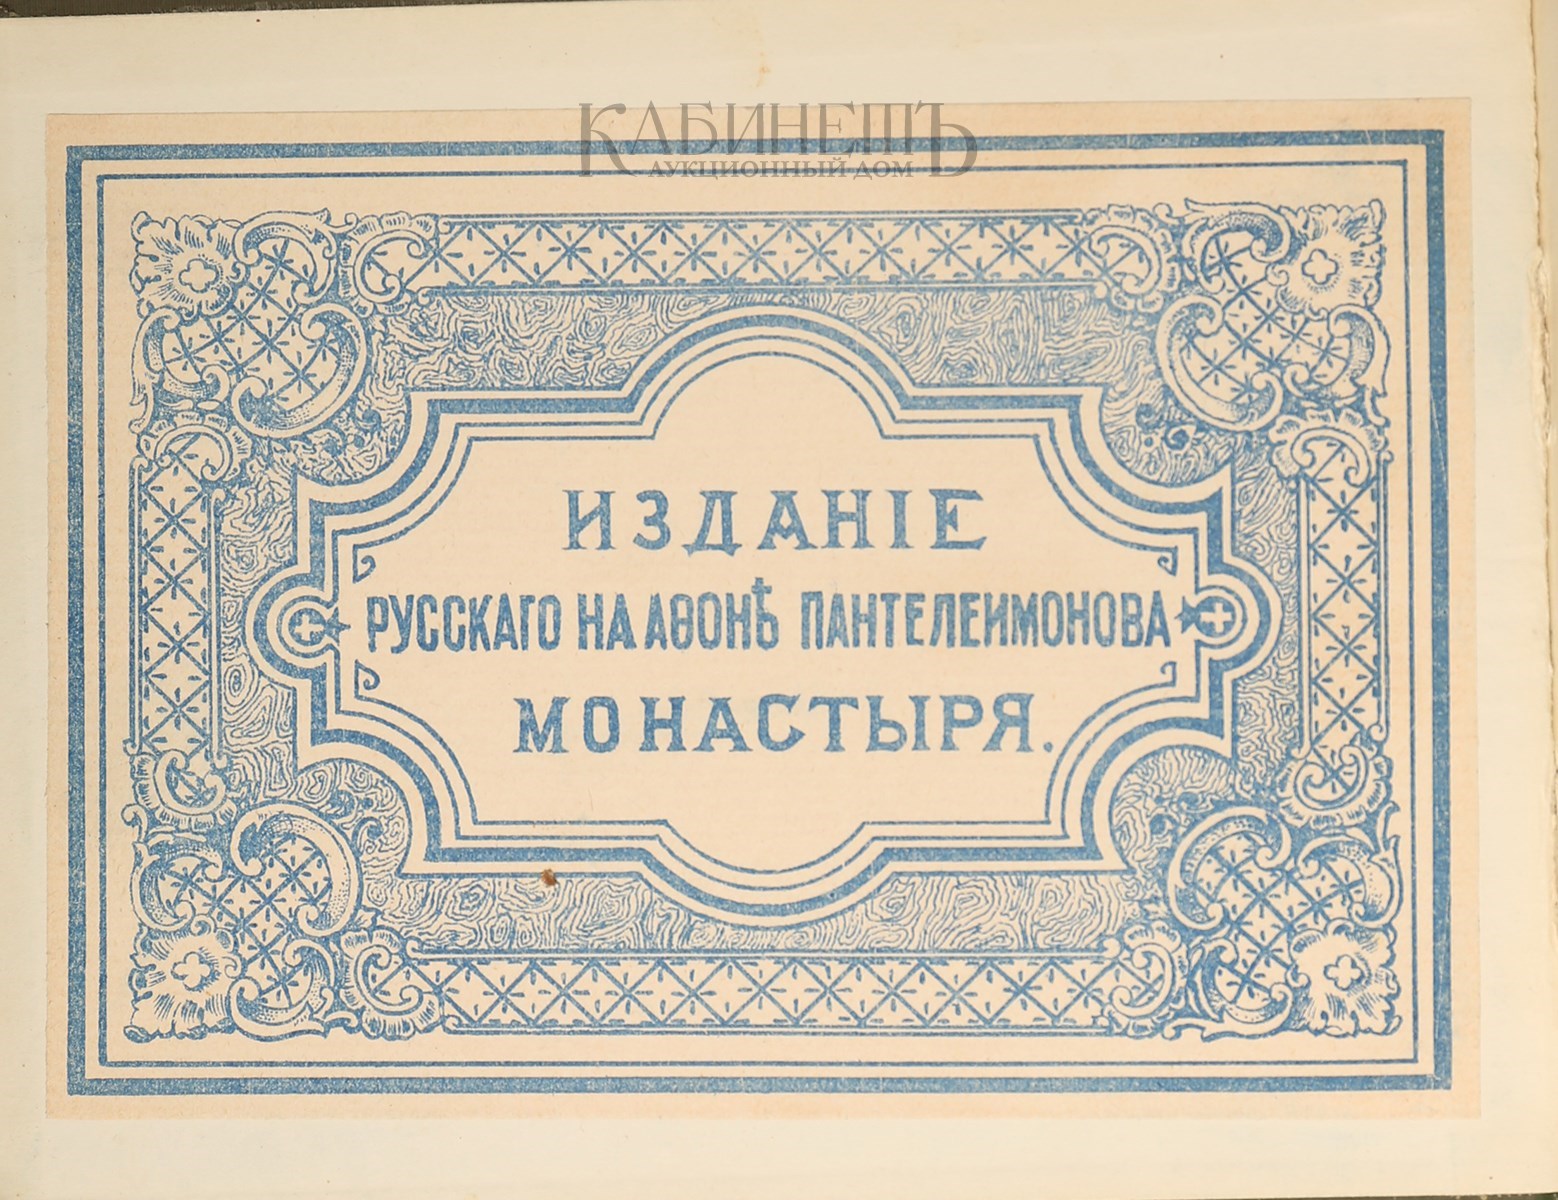 КАБИНЕТЪ
АУКЦИОННЫЙ ДОМ
ИЗДАНІЕ
РУССКАГО НА АѲОНѢ ПАНТЕЛЕИМОНОВА
МОНАСТЫРЯ.